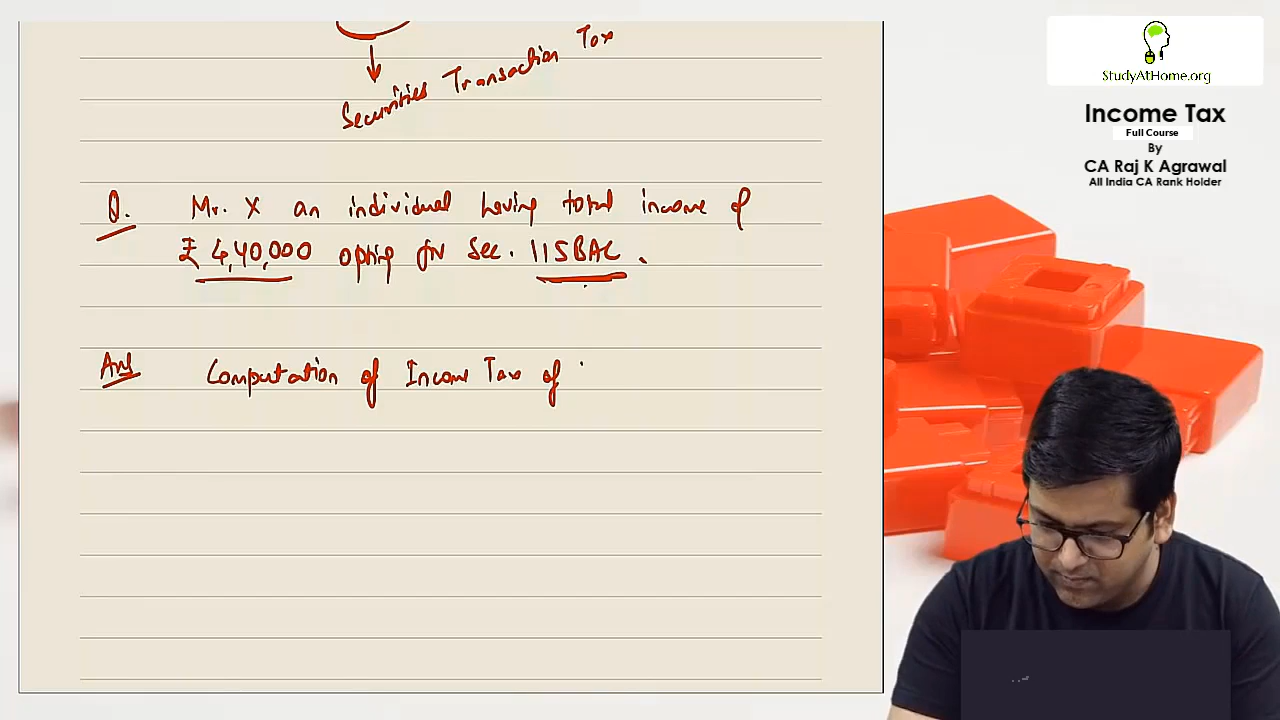 Securities Transaction Tax
Q. Mr. X an individual having total income of
₹ 4,40,000 opting for Sec. 115BAC.
Ans Computation of Income Tax of
StudyAtHome.org
Income Tax
Full Course
By
CA Raj K Agrawal
All India CA Rank Holder